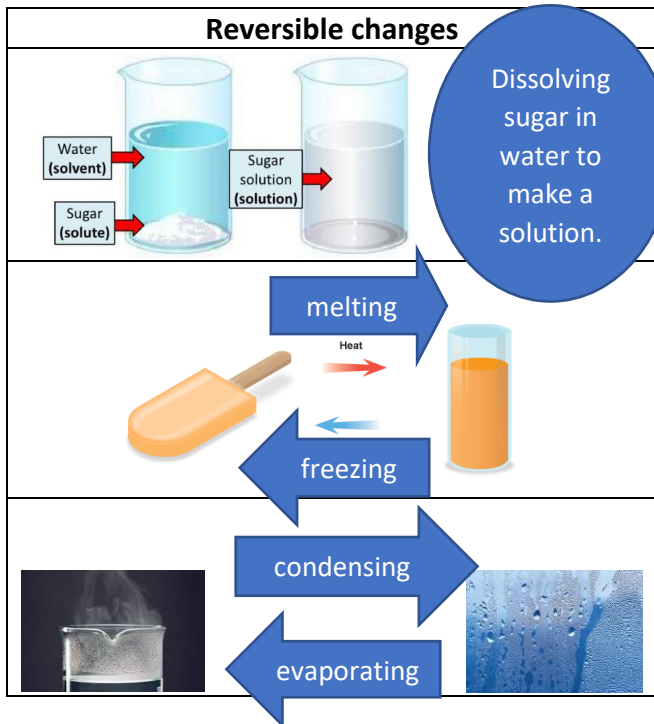 Reversible changes
Water
(solvent)
Sugar
(solute)
Sugar
solution
(solution)
Dissolving
sugar in
water to
make a
solution.
melting
Heat
freezing
condensing
evaporating